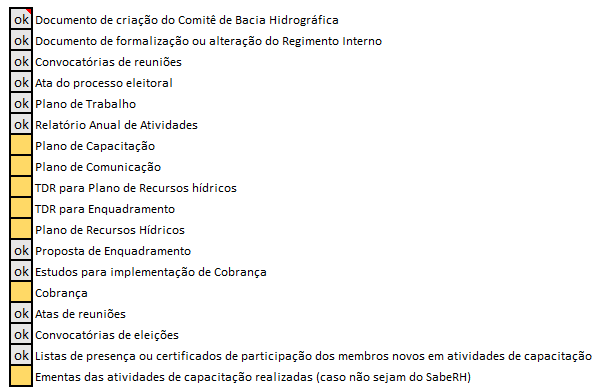 ok Documento de criação do Comitê de Bacia Hidrográfica
ok Documento de formalização ou alteração do Regimento Interno
ok Convocatórias de reuniões
ok Ata do processo eleitoral
ok Plano de Trabalho
ok Relatório Anual de Atividades
Plano de Capacitação
Plano de Comunicação
TDR para Plano de Recursos hídricos
TDR para Enquadramento
Plano de Recursos Hídricos
ok Proposta de Enquadramento
ok Estudos para implementação de Cobrança
Cobrança
ok Atas de reuniões
ok Convocatórias de eleições
ok Listas de presença ou certificados de participação dos membros novos em atividades de capacitação
Ementas das atividades de capacitação realizadas (caso não sejam do SabeRH)